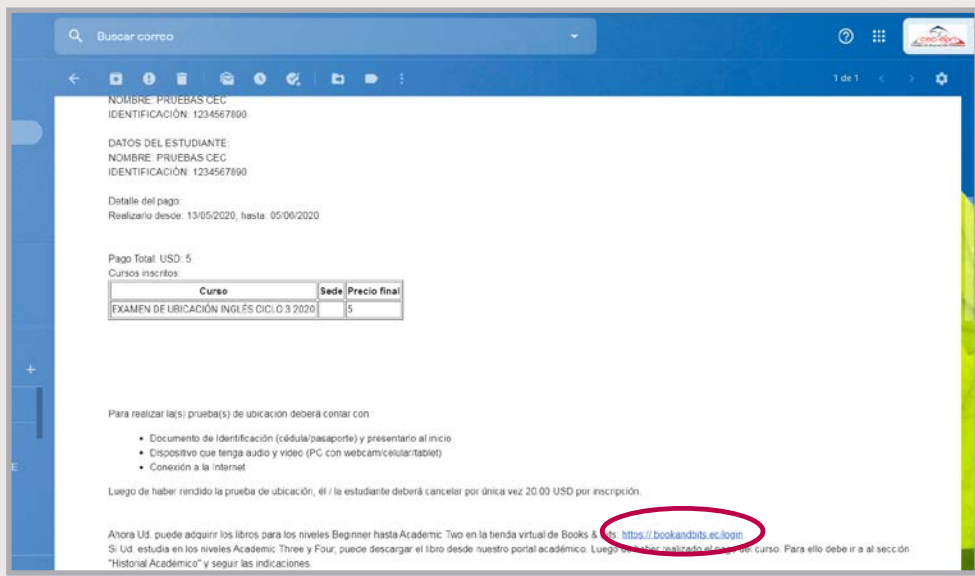 Buscar correo
1 de 1
NOMBRE: PRUEBAS CEC
IDENTIFICACIÓN: 1234567890
DATOS DEL ESTUDIANTE:
NOMBRE: PRUEBAS CEC
IDENTIFICACIÓN: 1234567890
Detalle del pago:
Realizarlo desde: 13/05/2020, hasta: 05/06/2020
Pago Total: USD: 5
Cursos inscritos:
Curso Sede Precio final
EXAMEN DE UBICACIÓN INGLÉS CICLO 3 2020 5
Para realizar la(s) prueba(s) de ubicación deberá contar con:
• Documento de Identificación (cédula/pasaporte) y presentarlo al inicio
• Dispositivo que tenga audio y video (PC con webcam/celular/tablet)
• Conexión a la Internet
Luego de haber rendido la prueba de ubicación, él / la estudiante deberá cancelar por única vez 20.00 USD por inscripción.
Ahora Ud. puede adquirir los libros para los niveles Beginner hasta Academic Two en la tienda virtual de Books & Bits: https://.bookandbits.ec/login
Si Ud. estudia en los niveles Academic Three y Four, puede descargar el libro desde nuestro portal académico. Luego de haber realizado el pago del curso. Para ello debe ir a al sección
"Historial Académico" y seguir las indicaciones.
E